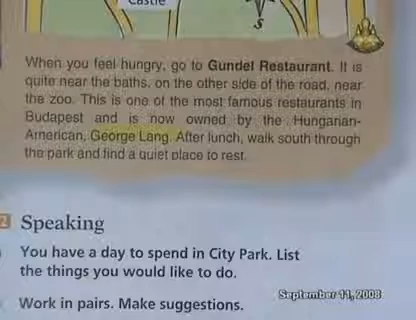 Castle
S
When you feel hungry, go to Gundel Restaurant. It is
quite near the baths, on the other side of the road, near
the zoo. This is one of the most famous restaurants in
Budapest and is now owned by the Hungarian-
American, George Lang. After lunch, walk south through
the park and find a quiet place to rest.
2 Speaking
You have a day to spend in City Park. List
the things you would like to do.
Work in pairs. Make suggestions.
September 11, 2008